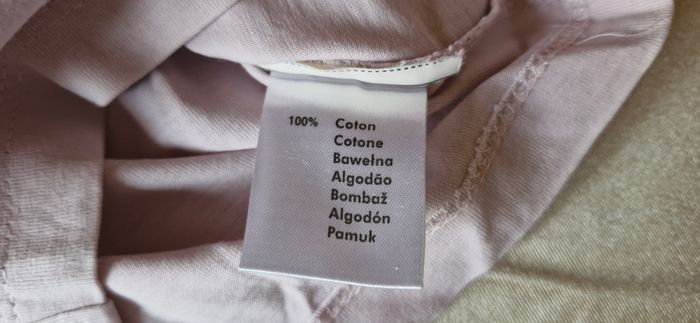 100% Coton
Cotone
Bawełna
Algodão
Bombaž
Algodón
Pamuk